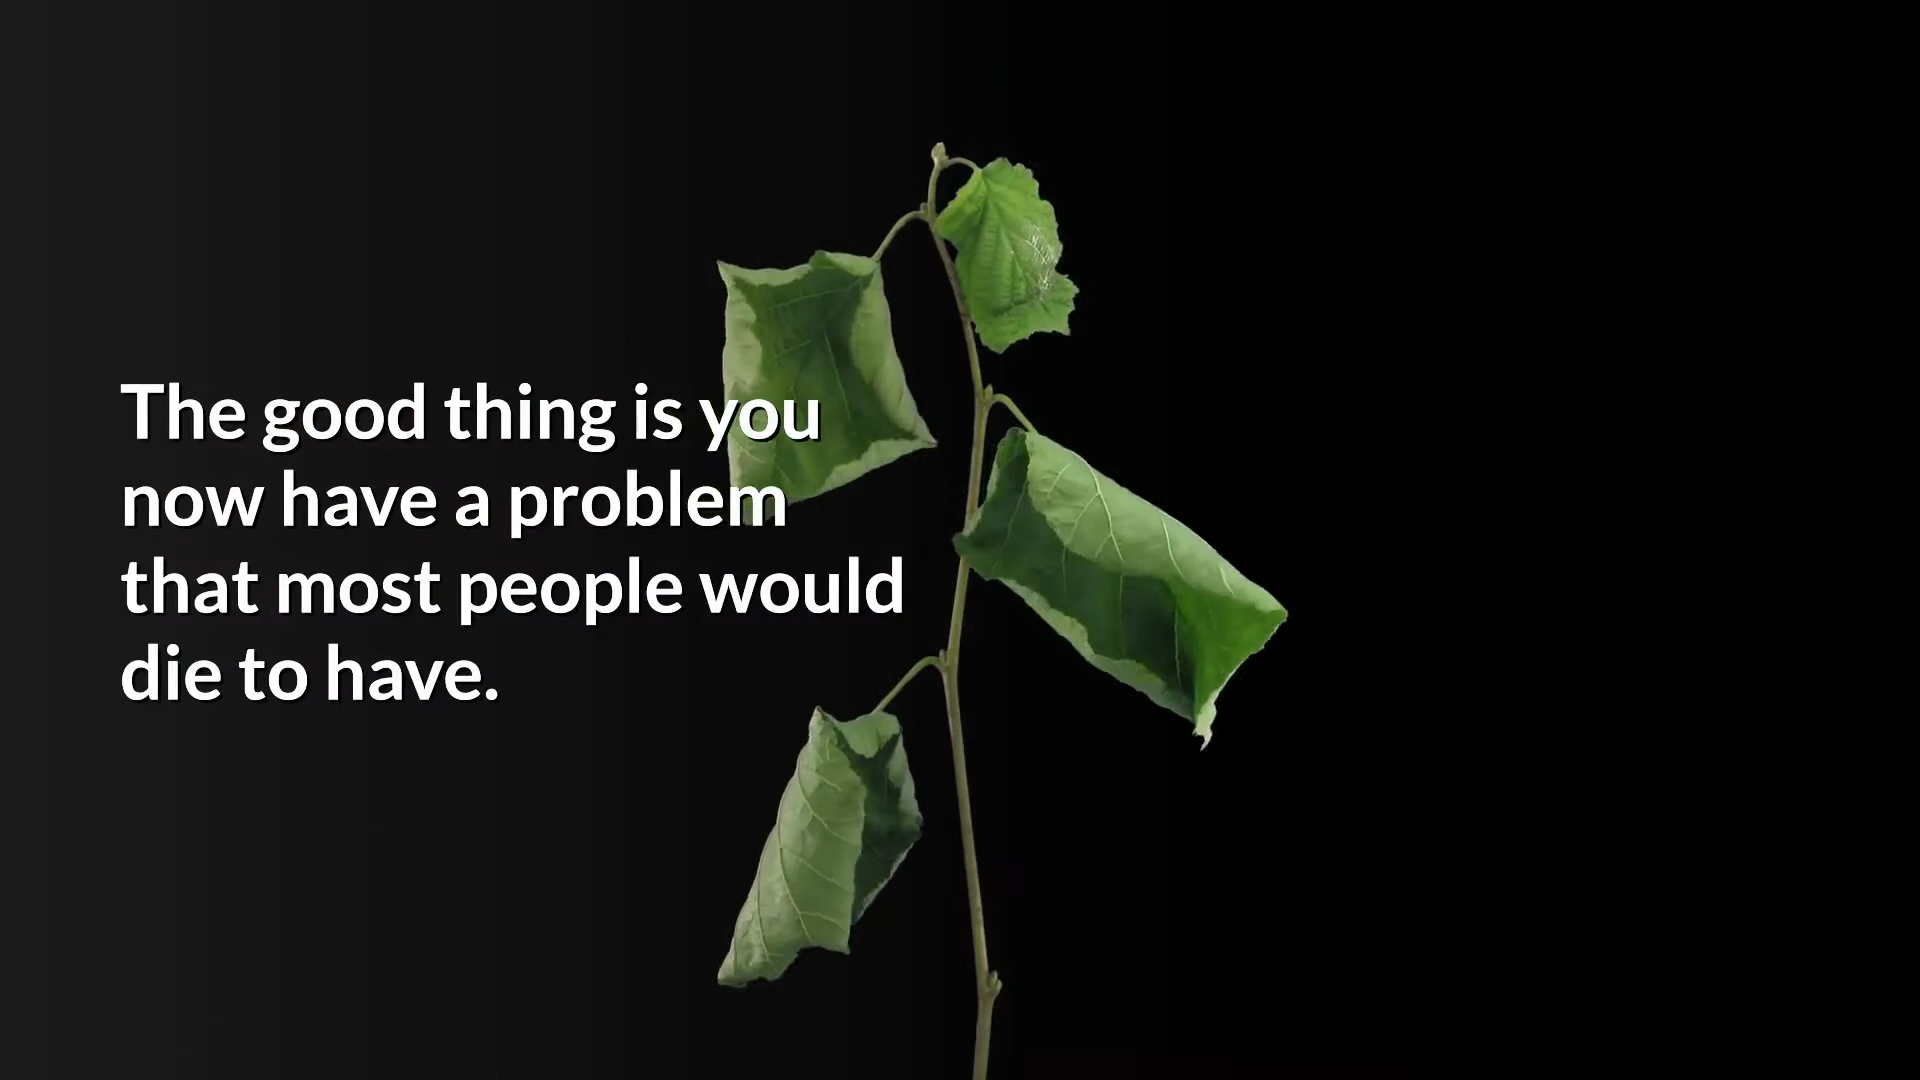 The good thing is you
now have a problem
that most people would
die to have.